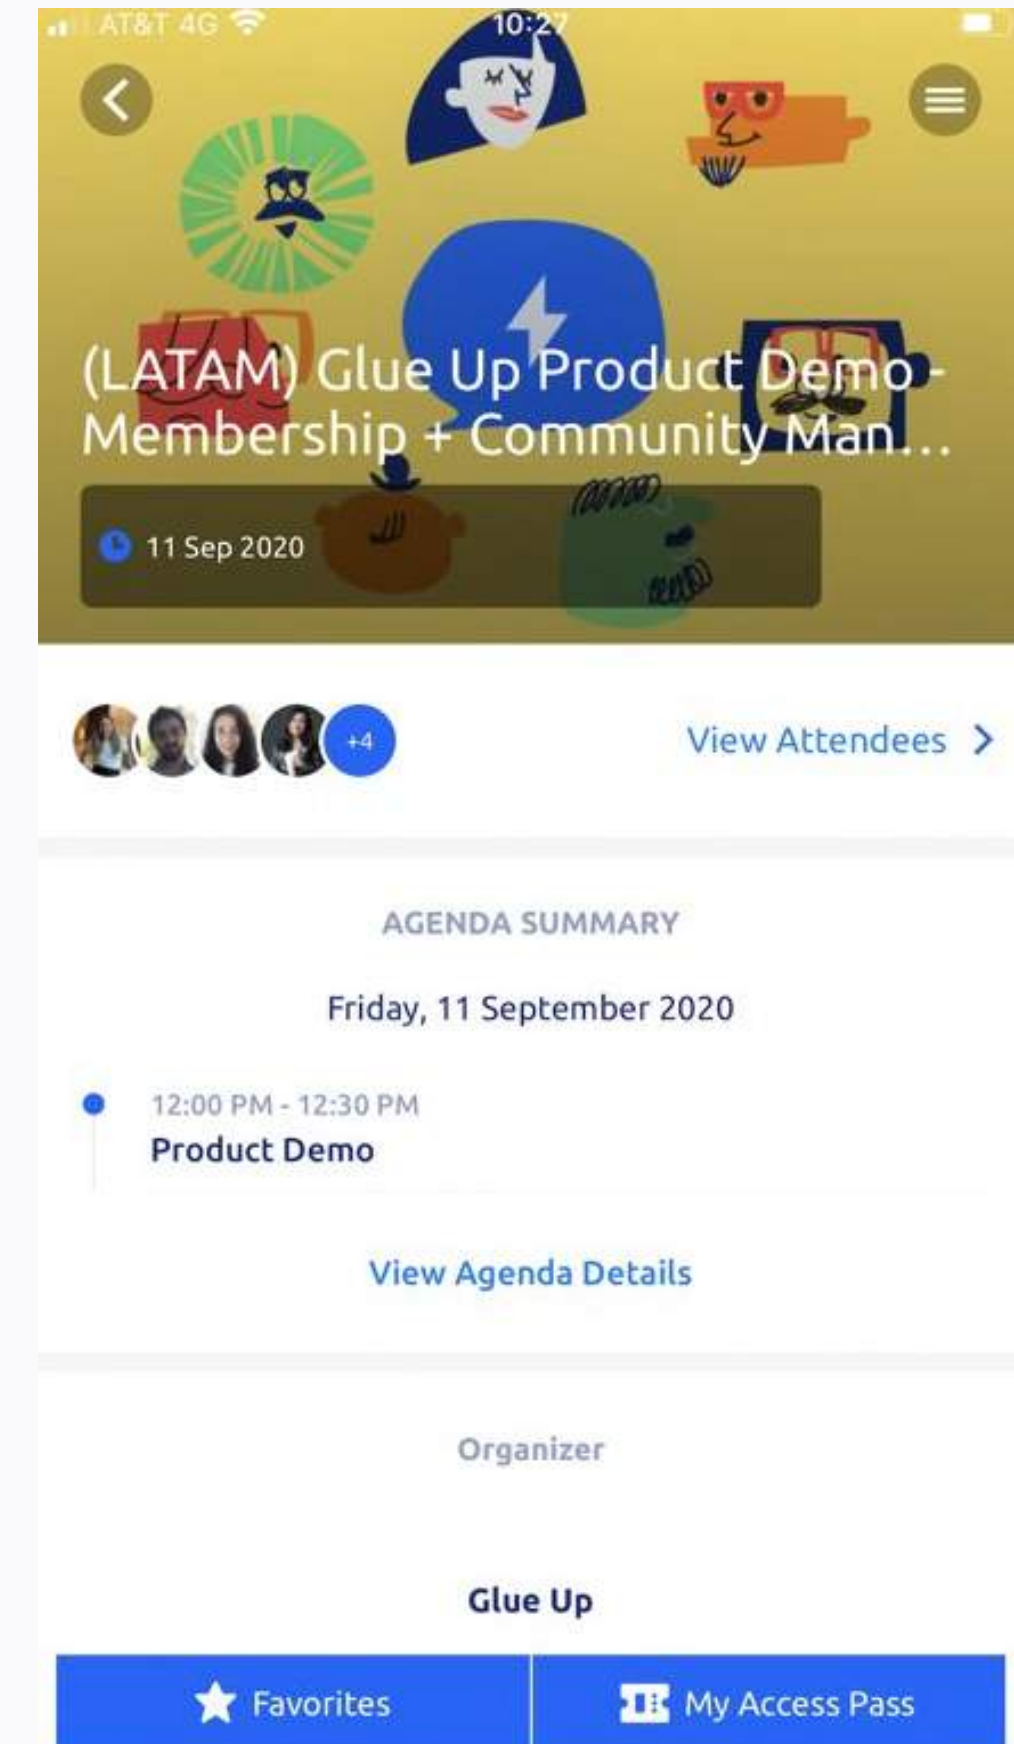 AT&T 4G 10:27
(LATAM) Glue Up Product Demo -
Membership + Community Man...
11 Sep 2020
+4 View Attendees
AGENDA SUMMARY
Friday, 11 September 2020
12:00 PM - 12:30 PM
Product Demo
View Agenda Details
Organizer
Glue Up
Favorites My Access Pass